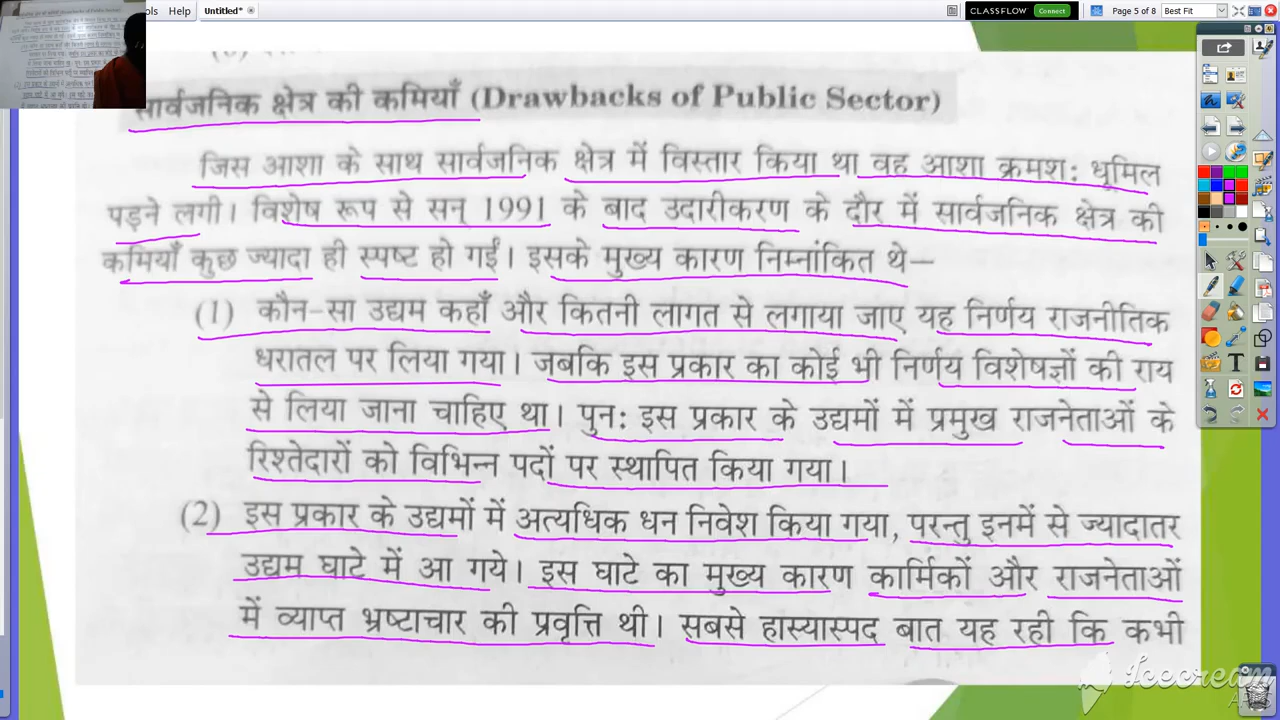 ols Help Untitled*
CLASSFLOW Connect
Page 5 of 8 Best Fit
सार्वजनिक क्षेत्र की कमियाँ (Drawbacks of Public Sector)
जिस आशा के साथ सार्वजनिक क्षेत्र में विस्तार किया था वह आशा क्रमशः धूमिल
पड़ने लगी। विशेष रूप से सन् 1991 के बाद उदारीकरण के दौर में सार्वजनिक क्षेत्र की
कमियाँ कुछ ज्यादा ही स्पष्ट हो गईं इसके मुख्य कारण निम्नांकित थे—
(1) कौन-सा उद्यम कहाँ और कितनी लागत से लगाया जाए यह निर्णय राजनीतिक
धरातल पर लिया गया। जबकि इस प्रकार का कोई भी निर्णय विशेषज्ञों की राय
से लिया जाना चाहिए था। पुनः इस प्रकार के उद्यमों में प्रमुख राजनेताओं के
रिश्तेदारों को विभिन्न पदों पर स्थापित किया गया।
(2) इस प्रकार के उद्यमों में अत्यधिक धन निवेश किया गया, परन्तु इनमें से ज्यादातर
उद्यम घाटे में आ गये। इस घाटे का मुख्य कारण कार्मिकों और राजनेताओं
में व्याप्त भ्रष्टाचार की प्रवृत्ति थी। सबसे हास्यास्पद बात यह रही कि कभी
Icecream